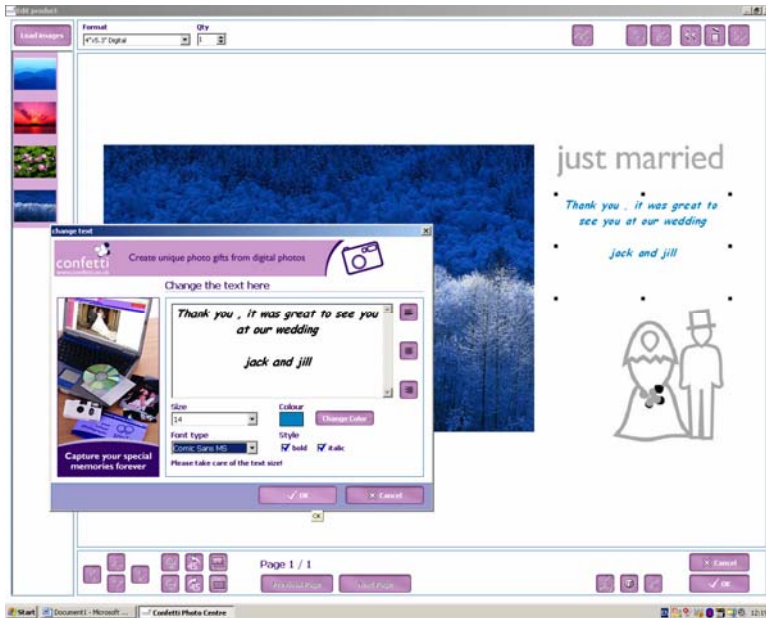 Edit product
Load images
Format
Qty
4"x5.3" Digital
1
just married
Thank you , it was great to
see you at our wedding
jack and jill
change text
confetti
www.confetti.co.uk
Create unique photo gifts from digital photos
Change the text here
Thank you , it was great to see you
at our wedding
jack and jill
Size
Colour
14
Change Color
Font type
Style
Comic Sans MS
bold
italic
Please take care of the text size!
Capture your special
memories forever
OK
Cancel
OK
Page 1 / 1
Previous Page
Next Page
Cancel
OK
Start
Document1 - Microsoft ...
Confetti Photo Centre
EN